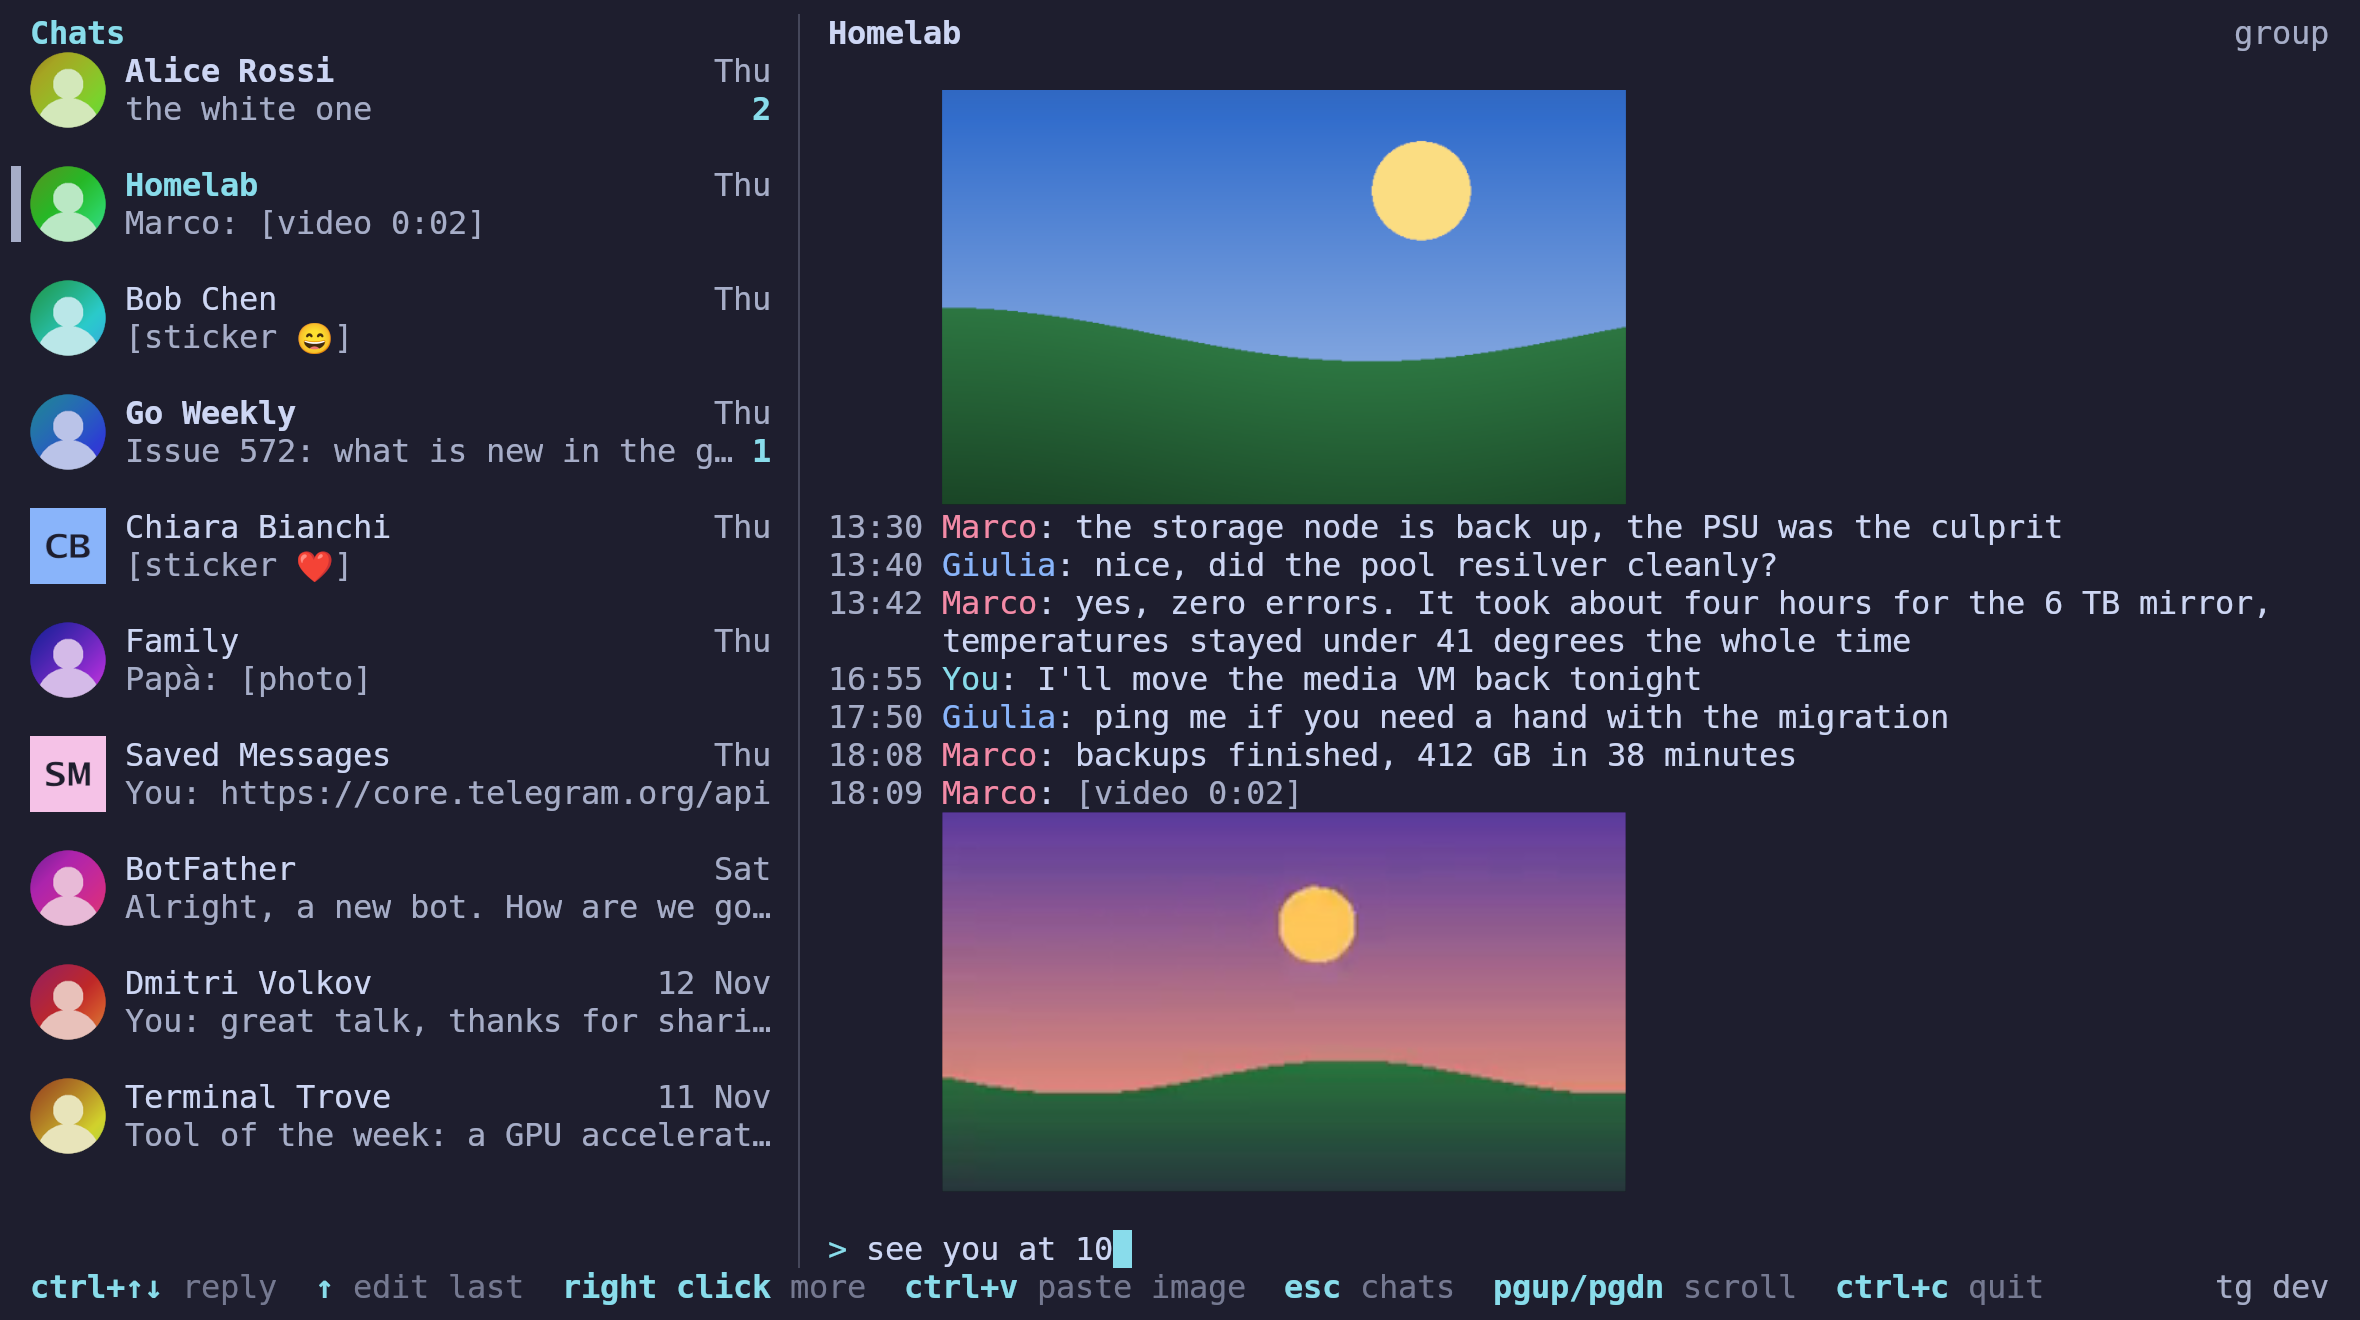 Chats
Alice Rossi Thu
the white one 2
Homelab Thu
Marco: [video 0:02]
Bob Chen Thu
[sticker 😄]
Go Weekly Thu
Issue 572: what is new in the g… 1
CB Chiara Bianchi Thu
[sticker ❤️]
Family Thu
Papà: [photo]
SM Saved Messages Thu
You: https://core.telegram.org/api
BotFather Sat
Alright, a new bot. How are we go…
Dmitri Volkov 12 Nov
You: great talk, thanks for shari…
Terminal Trove 11 Nov
Tool of the week: a GPU accelerat…
Homelab group
13:30 Marco: the storage node is back up, the PSU was the culprit
13:40 Giulia: nice, did the pool resilver cleanly?
13:42 Marco: yes, zero errors. It took about four hours for the 6 TB mirror,
temperatures stayed under 41 degrees the whole time
16:55 You: I'll move the media VM back tonight
17:50 Giulia: ping me if you need a hand with the migration
18:08 Marco: backups finished, 412 GB in 38 minutes
18:09 Marco: [video 0:02]
> see you at 10
ctrl+↑↓ reply ↑ edit last right click more ctrl+v paste image esc chats pgup/pgdn scroll ctrl+c quit tg dev